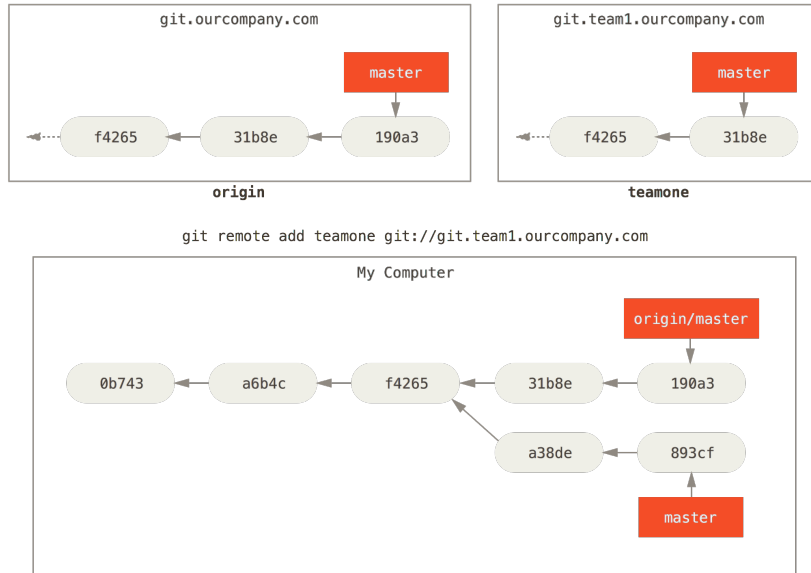 git.ourcompany.com
master
f4265
31b8e
190a3
origin
git.team1.ourcompany.com
master
f4265
31b8e
teamone
git remote add teamone git://git.team1.ourcompany.com
My Computer
origin/master
0b743
a6b4c
f4265
31b8e
190a3
a38de
893cf
master